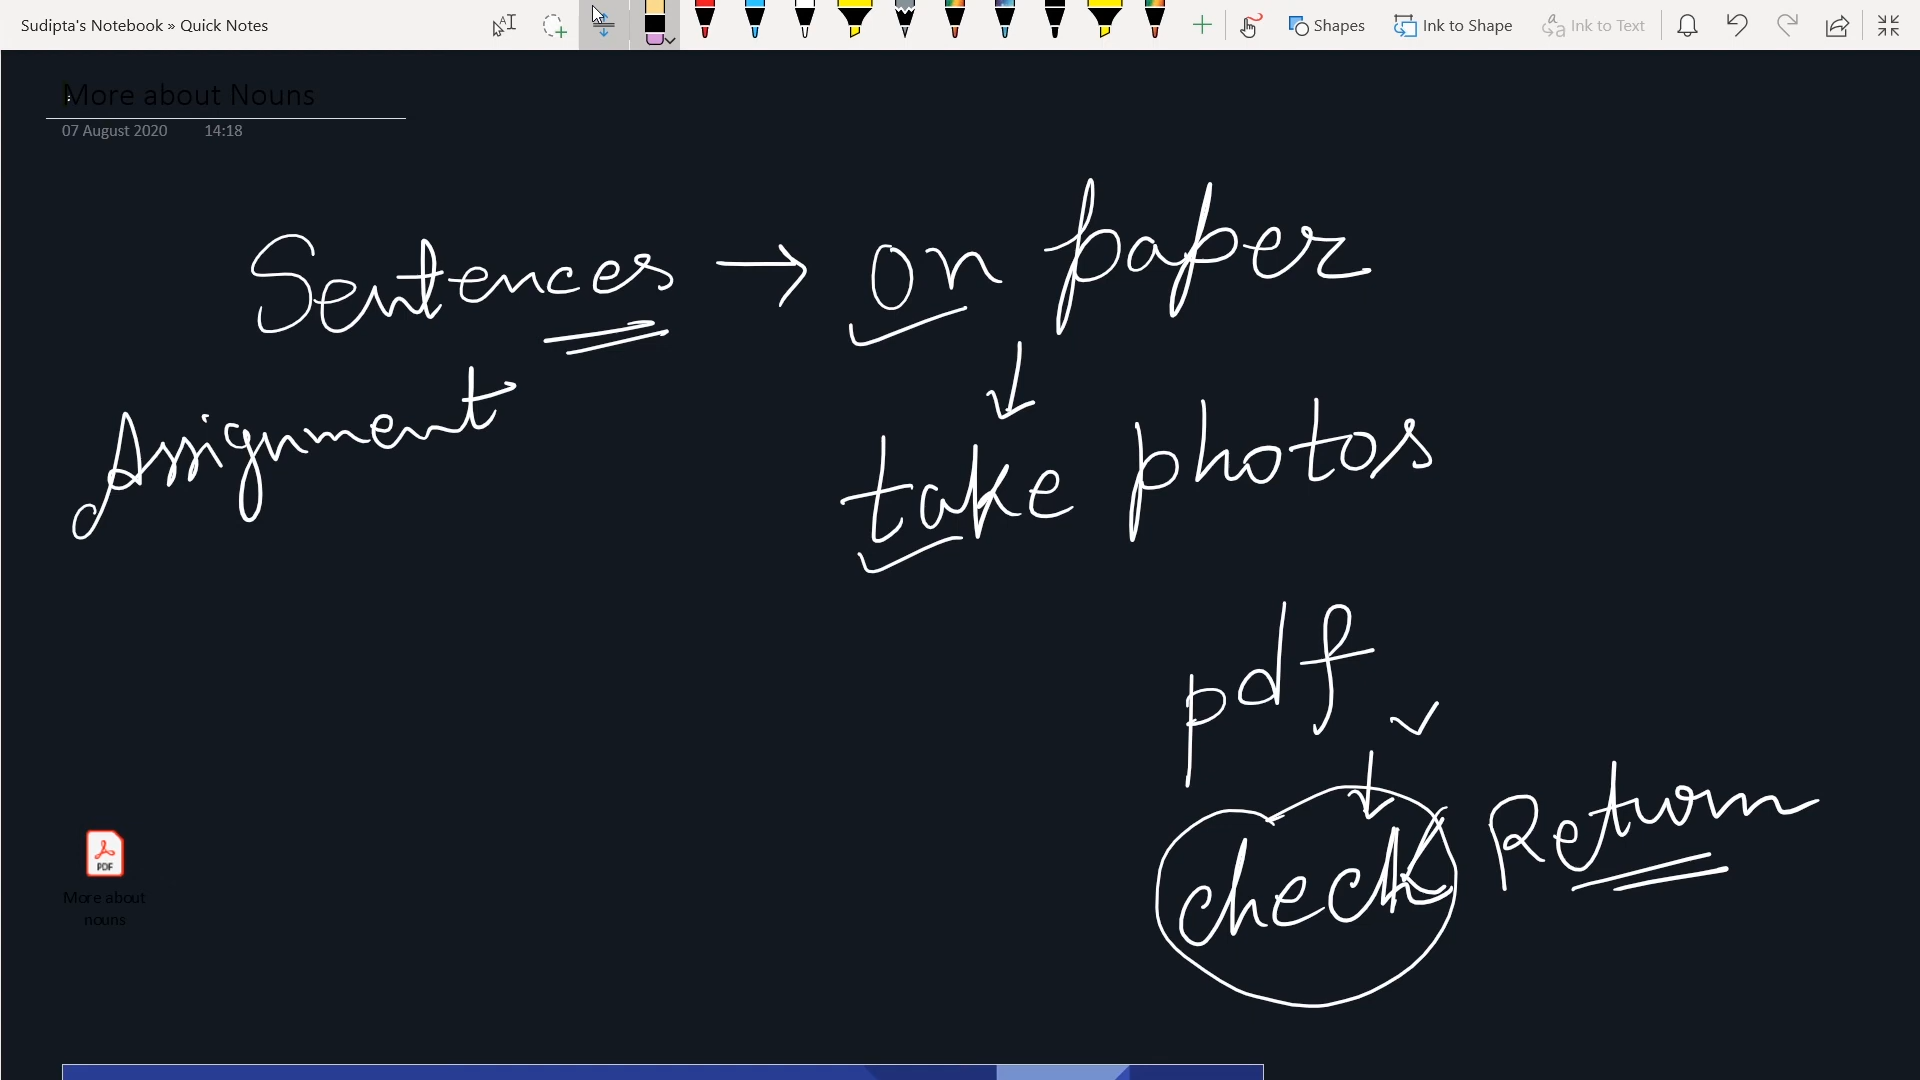 Sudipta's Notebook » Quick Notes
Shapes
Ink to Shape
Ink to Text
More about Nouns
07 August 2020 14:18
Sentences → on paper
↓
Assignment
take photos
pdf ✓
↓
check Return
PDF
More about
nouns